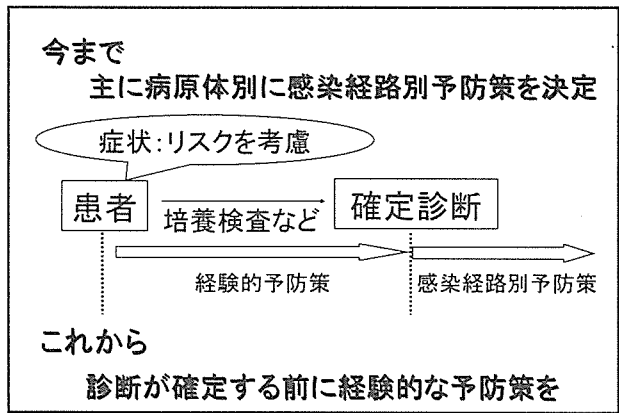 今まで
主に病原体別に感染経路別予防策を決定
症状:リスクを考慮
患者
培養検査など
確定診断
経験的予防策
感染経路別予防策
これから
診断が確定する前に経験的な予防策を